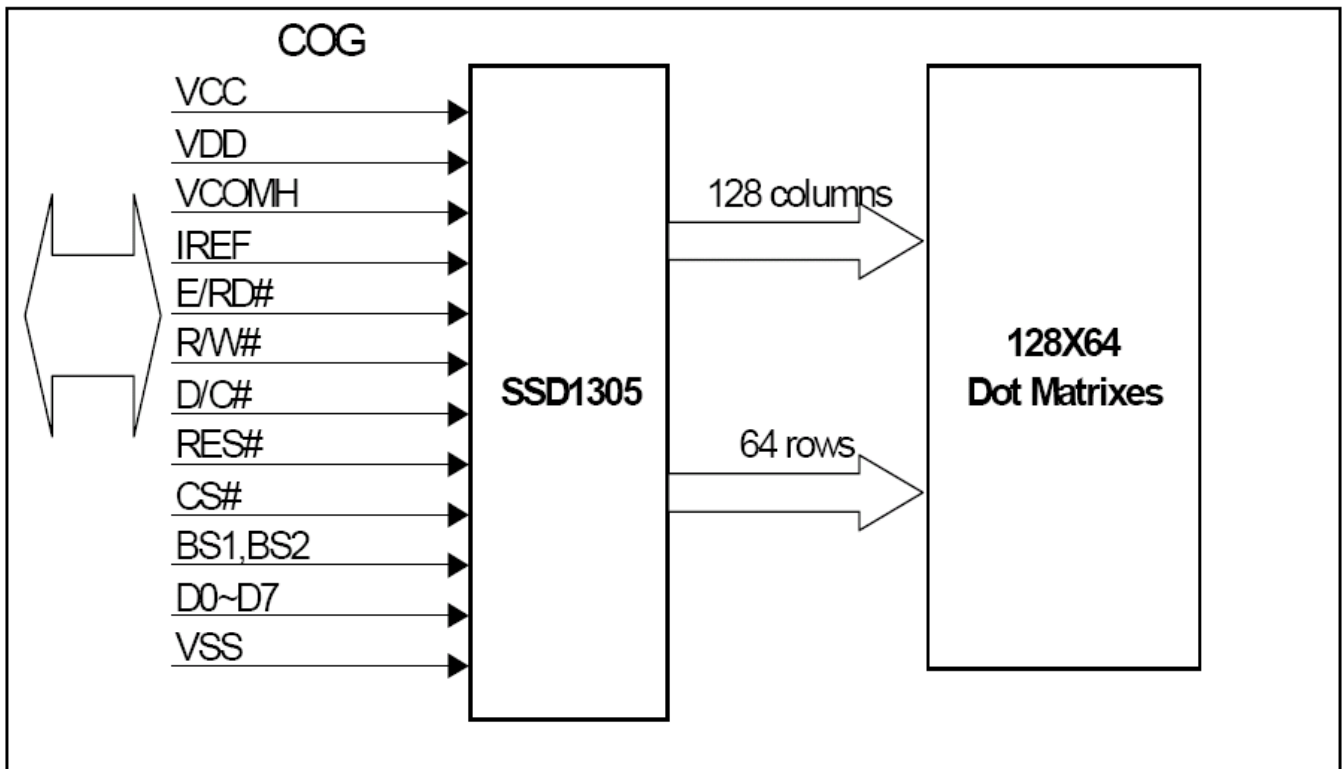 COG
VCC
VDD
VCOMH
IREF
E/RD#
R/W#
D/C#
RES#
CS#
BS1,BS2
D0~D7
VSS
SSD1305
128 columns
64 rows
128X64
Dot Matrixes